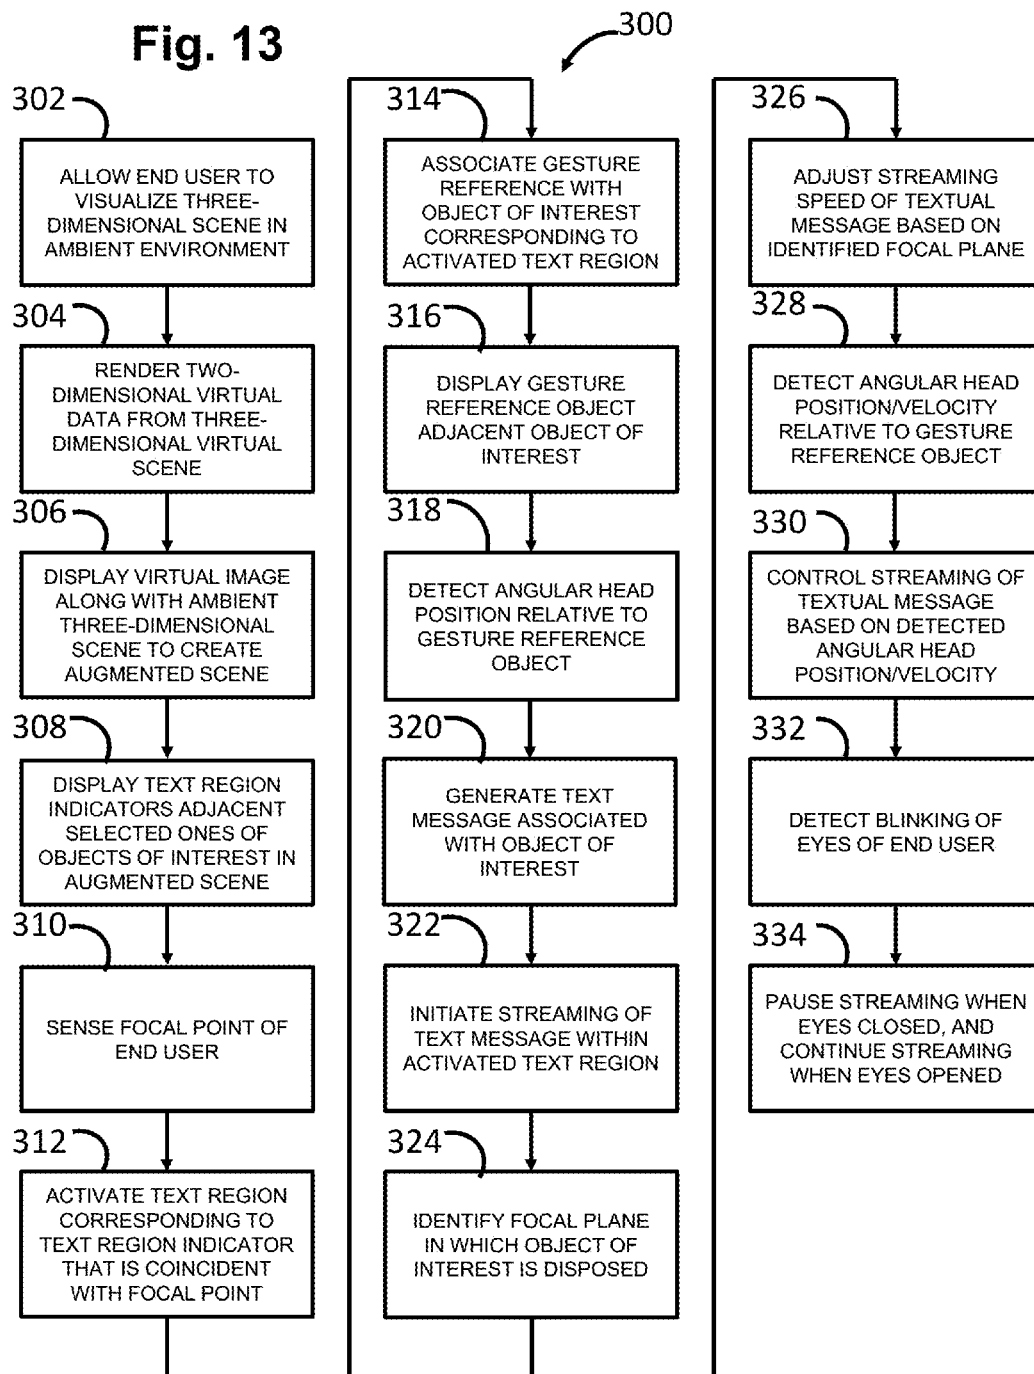 Fig. 13
300
302
ALLOW END USER TO
VISUALIZE THREE-
DIMENSIONAL SCENE IN
AMBIENT ENVIRONMENT
304
RENDER TWO-
DIMENSIONAL VIRTUAL
DATA FROM THREE-
DIMENSIONAL VIRTUAL
SCENE
306
DISPLAY VIRTUAL IMAGE
ALONG WITH AMBIENT
THREE-DIMENSIONAL
SCENE TO CREATE
AUGMENTED SCENE
308
DISPLAY TEXT REGION
INDICATORS ADJACENT
SELECTED ONES OF
OBJECTS OF INTEREST IN
AUGMENTED SCENE
310
SENSE FOCAL POINT OF
END USER
312
ACTIVATE TEXT REGION
CORRESPONDING TO
TEXT REGION INDICATOR
THAT IS COINCIDENT
WITH FOCAL POINT
314
ASSOCIATE GESTURE
REFERENCE WITH
OBJECT OF INTEREST
CORRESPONDING TO
ACTIVATED TEXT REGION
316
DISPLAY GESTURE
REFERENCE OBJECT
ADJACENT OBJECT OF
INTEREST
318
DETECT ANGULAR HEAD
POSITION RELATIVE TO
GESTURE REFERENCE
OBJECT
320
GENERATE TEXT
MESSAGE ASSOCIATED
WITH OBJECT OF
INTEREST
322
INITIATE STREAMING OF
TEXT MESSAGE WITHIN
ACTIVATED TEXT REGION
324
IDENTIFY FOCAL PLANE
IN WHICH OBJECT OF
INTEREST IS DISPOSED
326
ADJUST STREAMING
SPEED OF TEXTUAL
MESSAGE BASED ON
IDENTIFIED FOCAL PLANE
328
DETECT ANGULAR HEAD
POSITION/VELOCITY
RELATIVE TO GESTURE
REFERENCE OBJECT
330
CONTROL STREAMING OF
TEXTUAL MESSAGE
BASED ON DETECTED
ANGULAR HEAD
POSITION/VELOCITY
332
DETECT BLINKING OF
EYES OF END USER
334
PAUSE STREAMING WHEN
EYES CLOSED, AND
CONTINUE STREAMING
WHEN EYES OPENED